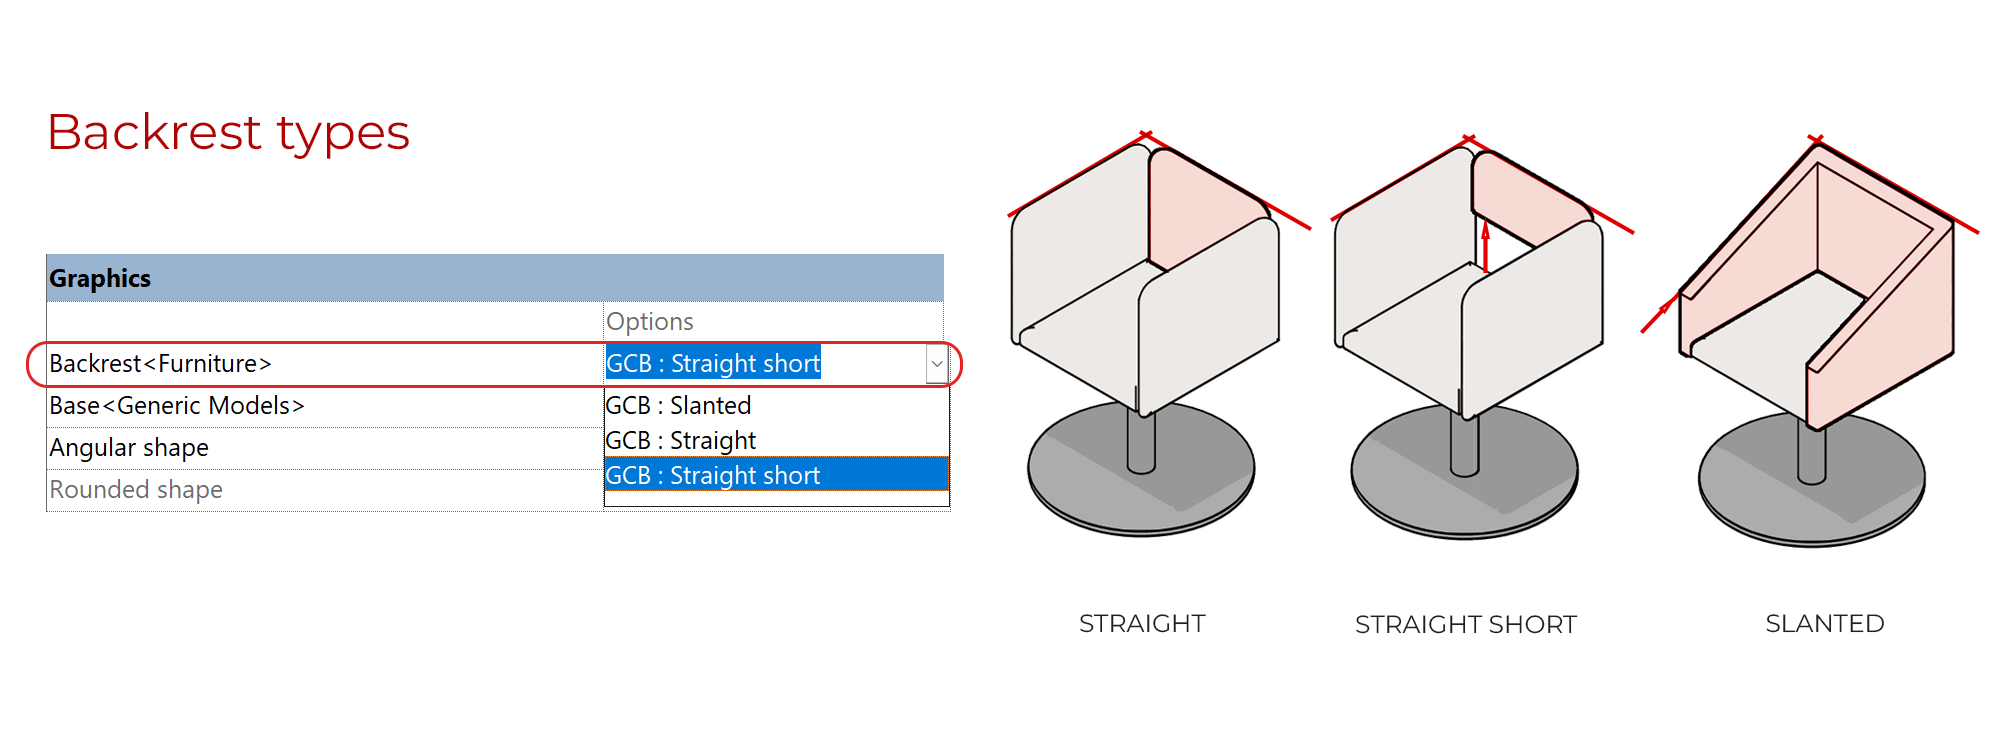 Backrest types
Graphics
Options
Backrest<Furniture>
GCB : Straight short
Base<Generic Models>
GCB : Slanted
GCB : Straight
Angular shape
GCB : Straight short
Rounded shape
STRAIGHT
STRAIGHT SHORT
SLANTED